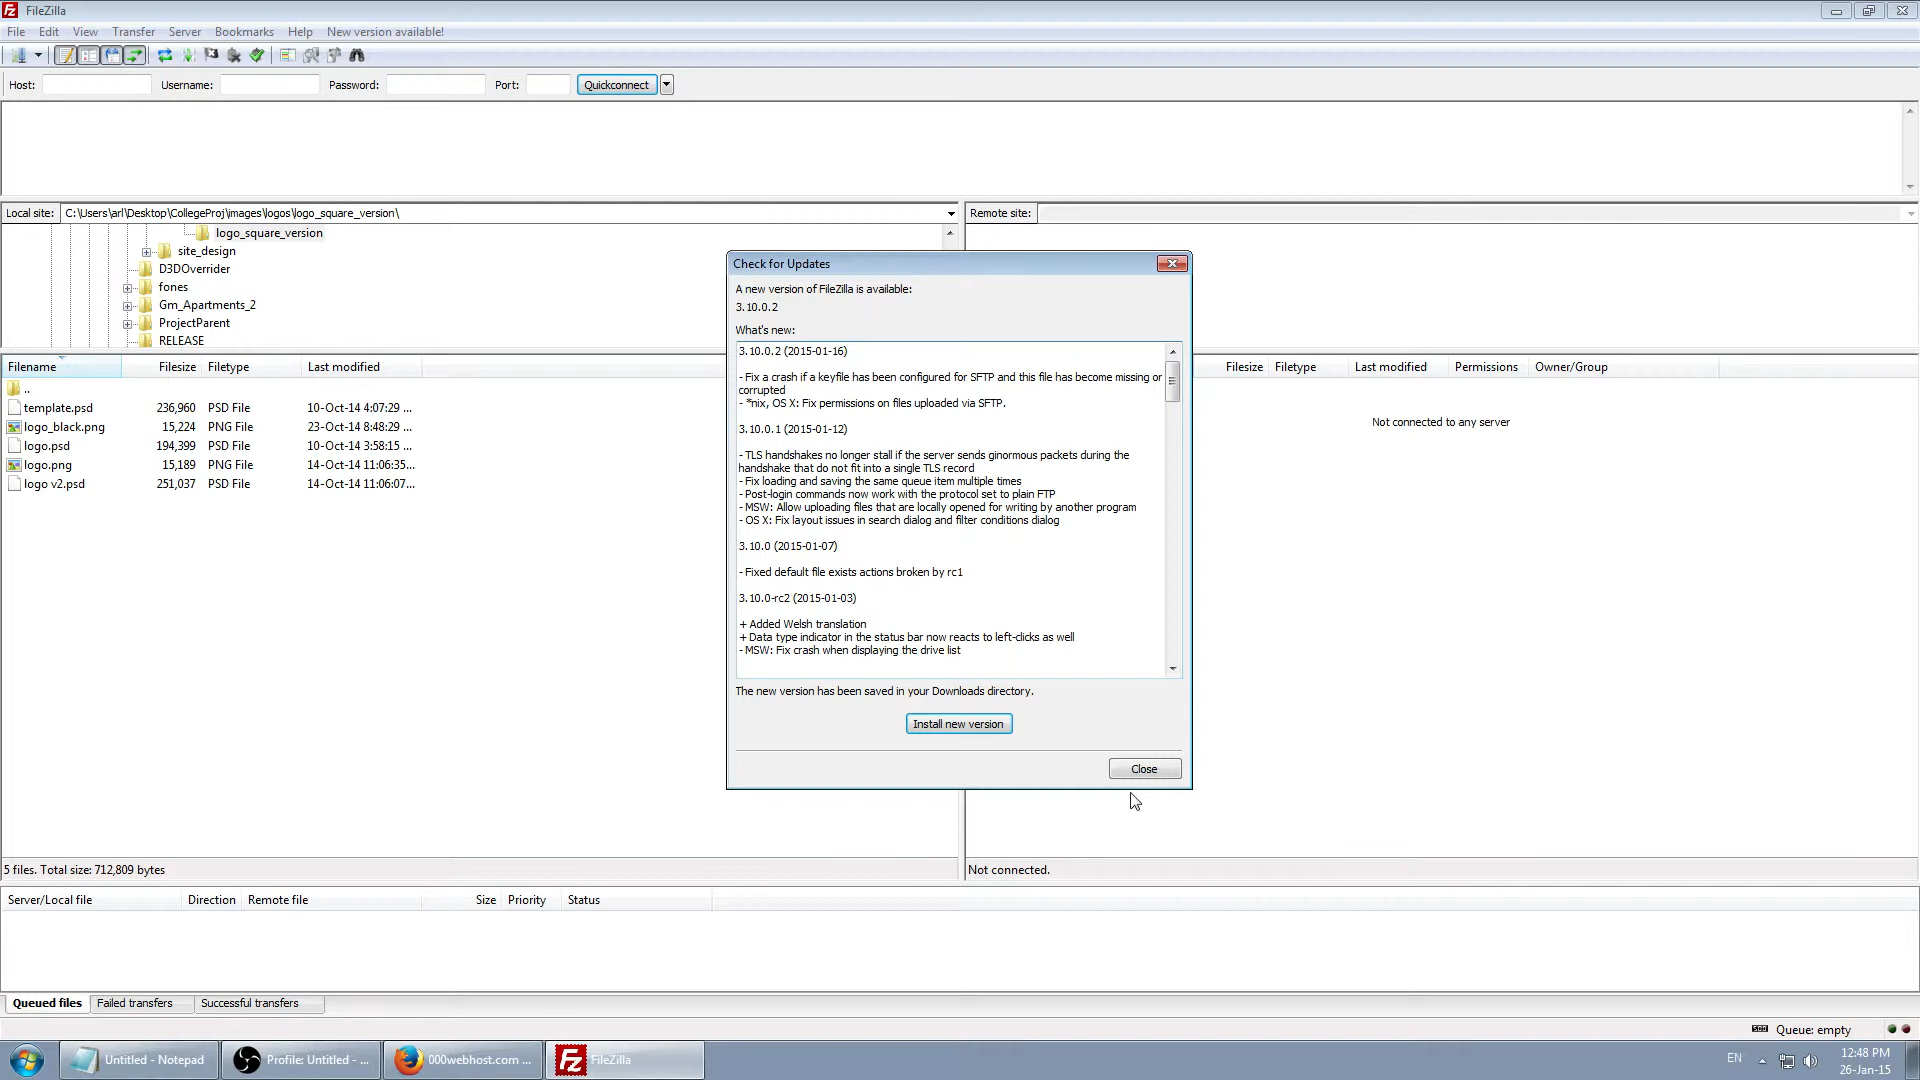 FileZilla
File Edit View Transfer Server Bookmarks Help New version available!
Host: Username: Password: Port: Quickconnect
Local site: C:\Users\arl\Desktop\CollegeProj\images\logos\logo_square_version\
Remote site:
logo_square_version
site_design
D3DOverrider
fones
Gm_Apartments_2
ProjectParent
RELEASE
Filename Filesize Filetype Last modified
..
template.psd 236,960 PSD File 10-Oct-14 4:07:29 ...
logo_black.png 15,224 PNG File 23-Oct-14 8:48:29 ...
logo.psd 194,399 PSD File 10-Oct-14 3:58:15 ...
logo.png 15,189 PNG File 14-Oct-14 11:06:35...
logo v2.psd 251,037 PSD File 14-Oct-14 11:06:07...
5 files. Total size: 712,809 bytes
Check for Updates
A new version of FileZilla is available:
3.10.0.2
What's new:
3.10.0.2 (2015-01-16)
- Fix a crash if a keyfile has been configured for SFTP and this file has become missing or
corrupted
- *nix, OS X: Fix permissions on files uploaded via SFTP.
3.10.0.1 (2015-01-12)
- TLS handshakes no longer stall if the server sends ginormous packets during the
handshake that do not fit into a single TLS record
- Fix loading and saving the same queue item multiple times
- Post-login commands now work with the protocol set to plain FTP
- MSW: Allow uploading files that are locally opened for writing by another program
- OS X: Fix layout issues in search dialog and filter conditions dialog
3.10.0 (2015-01-07)
- Fixed default file exists actions broken by rc1
3.10.0-rc2 (2015-01-03)
+ Added Welsh translation
+ Data type indicator in the status bar now reacts to left-clicks as well
- MSW: Fix crash when displaying the drive list
The new version has been saved in your Downloads directory.
Install new version
Close
Filesize Filetype Last modified Permissions Owner/Group
Not connected to any server
Not connected.
Server/Local file Direction Remote file Size Priority Status
Queued files Failed transfers Successful transfers
Queue: empty
Untitled - Notepad
Profile: Untitled - ...
000webhost.com ...
FileZilla
EN
12:48 PM
26-Jan-15